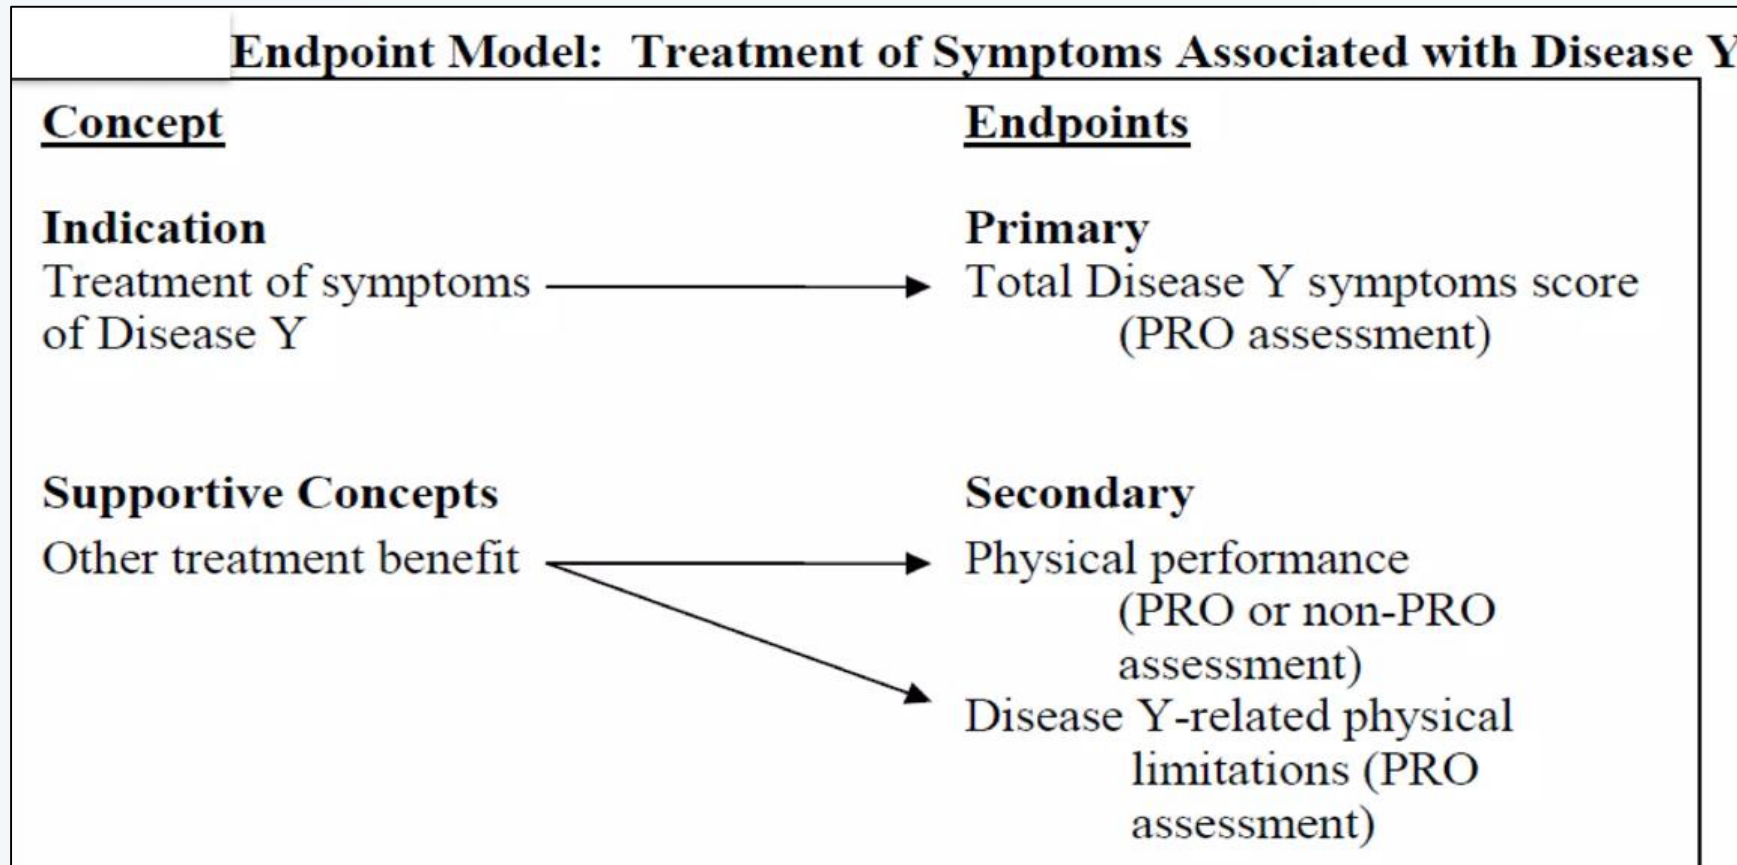 Endpoint Model: Treatment of Symptoms Associated with Disease Y
Concept
Endpoints
Indication
Treatment of symptoms
of Disease Y
Primary
Total Disease Y symptoms score
(PRO assessment)
Supportive Concepts
Other treatment benefit
Secondary
Physical performance
(PRO or non-PRO
assessment)
Disease Y-related physical
limitations (PRO
assessment)